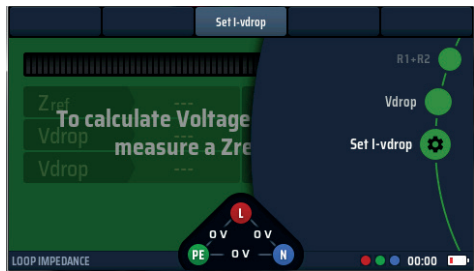 Set I-vdrop
R1+R2
Zref ---
Vdrop
To calculate Voltage
Vdrop ---
measure a Zre
Vdrop ---
Set I-vdrop
L
0 V 0 V
PE 0 V N
LOOP IMPEDANCE
00:00